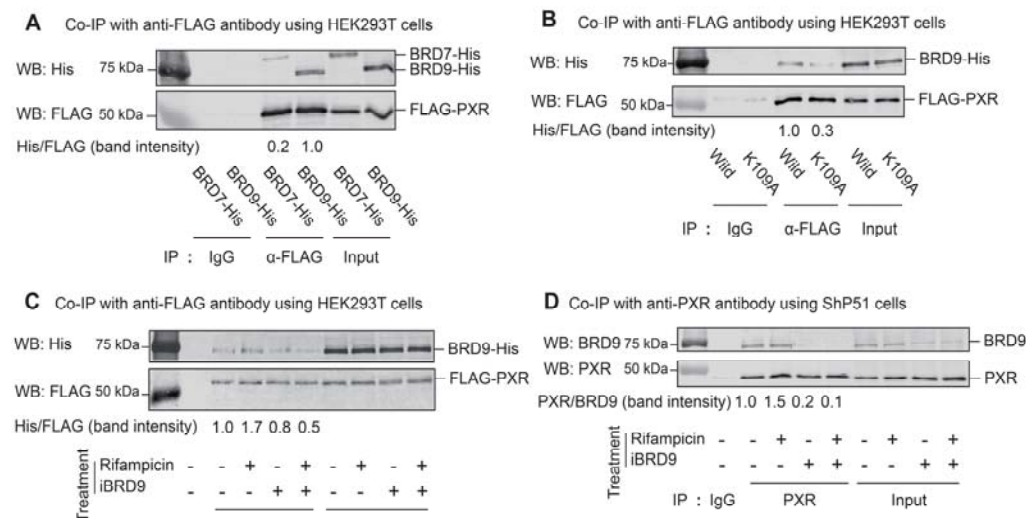 A Co-IP with anti-FLAG antibody using HEK293T cells
WB: His
75 kDa
BRD7-His
BRD9-His
WB: FLAG
50 kDa
FLAG-PXR
His/FLAG (band intensity)
0.2 1.0
BRD7-His BRD9-His BRD7-His BRD9-His BRD7-His BRD9-His
IP : IgG α-FLAG Input
B Co-IP with anti-FLAG antibody using HEK293T cells
WB: His
75 kDa
BRD9-His
WB: FLAG
50 kDa
FLAG-PXR
His/FLAG (band intensity)
1.0 0.3
Wild K109A Wild K109A Wild K109A
IP : IgG α-FLAG Input
C Co-IP with anti-FLAG antibody using HEK293T cells
WB: His
75 kDa
BRD9-His
WB: FLAG
50 kDa
FLAG-PXR
His/FLAG (band intensity) 1.0 1.7 0.8 0.5
Treatment
Rifampicin - - + - + - + - +
iBRD9 - - - + + - - + +
D Co-IP with anti-PXR antibody using ShP51 cells
WB: BRD9 75 kDa
BRD9
WB: PXR 50 kDa
PXR
PXR/BRD9 (band intensity) 1.0 1.5 0.2 0.1
Treatment
Rifampicin - - + - + - + - +
iBRD9 - - - + + - - + +
IP : IgG PXR Input